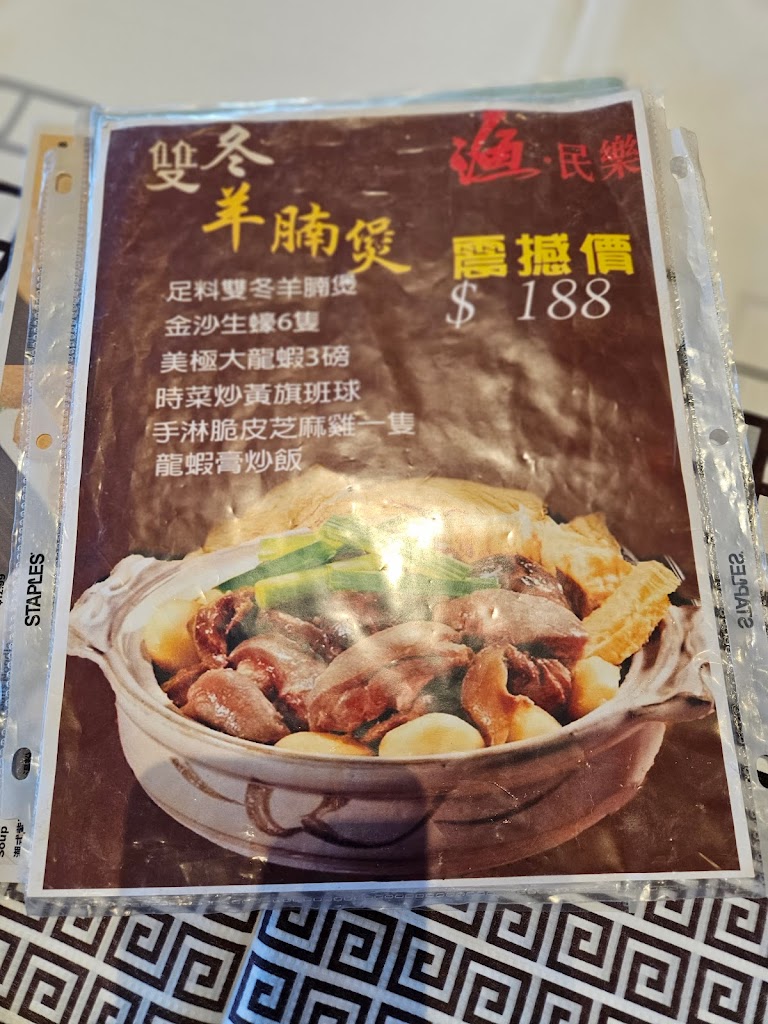 雙冬
羊腩煲
漁·民樂
震撼價
$ 188
足料雙冬羊腩煲
金沙生蠔6隻
美極大龍蝦3磅
時菜炒黃旗班球
手淋脆皮芝麻雞一隻
龍蝦膏炒飯
STAPLES
STAPLES
Soup